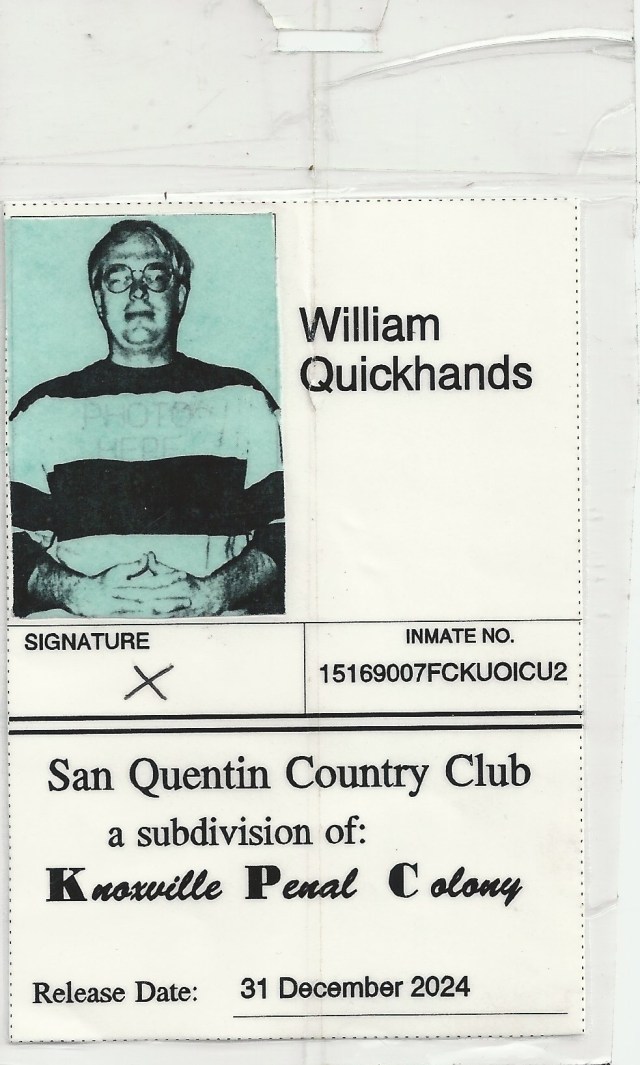 PHOTO
HERE
William
Quickhands
SIGNATURE
X
INMATE NO.
15169007FCKUOICU2
San Quentin Country Club
a subdivision of:
Knoxville Penal Colony
Release Date: 31 December 2024